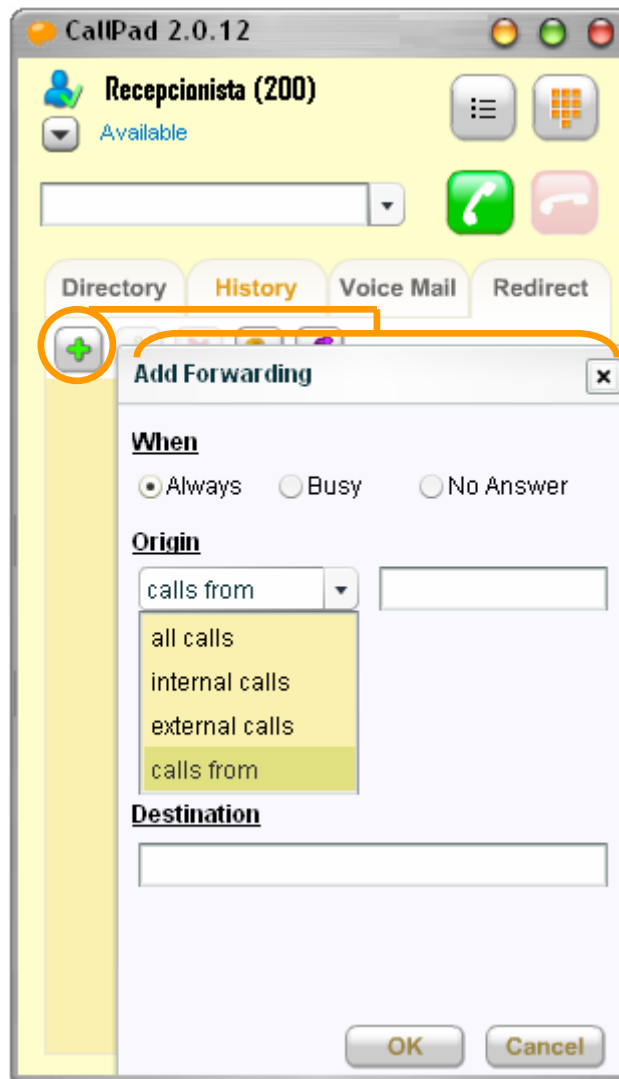 CallPad 2.0.12
Recepcionista (200)
Available
Directory History Voice Mail Redirect
Add Forwarding
When
Always Busy No Answer
Origin
calls from
all calls
internal calls
external calls
calls from
Destination
OK Cancel